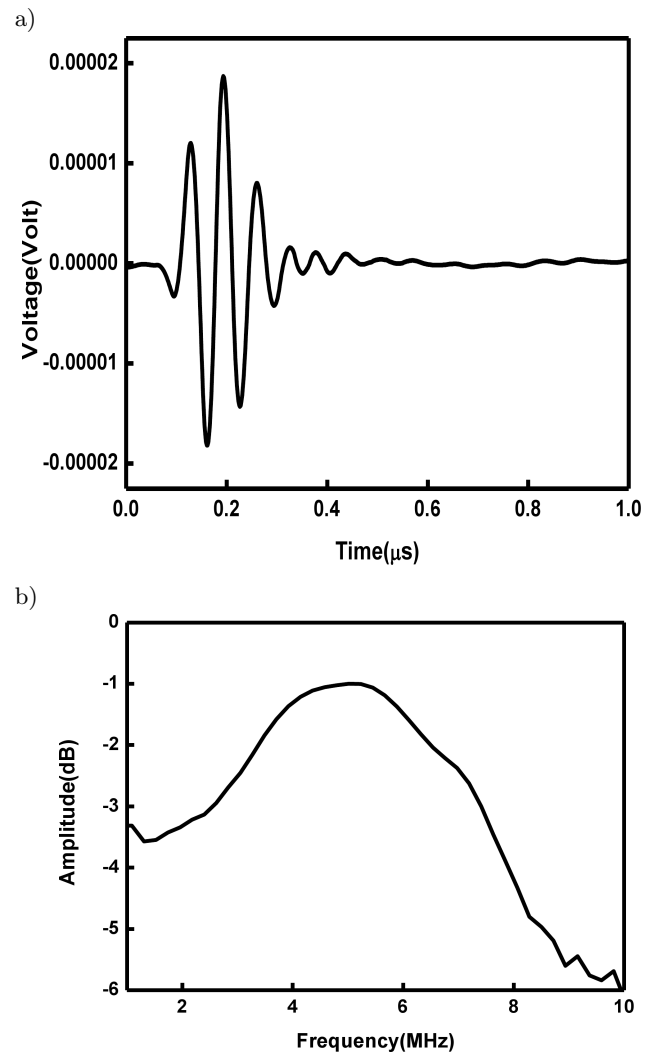 a)
0.00002
0.00001
0.00000
-0.00001
-0.00002
Voltage(Volt)
0.0 0.2 0.4 0.6 0.8 1.0
Time(μs)
b)
0
-1
-2
-3
-4
-5
-6
Amplitude(dB)
2 4 6 8 10
Frequency(MHz)